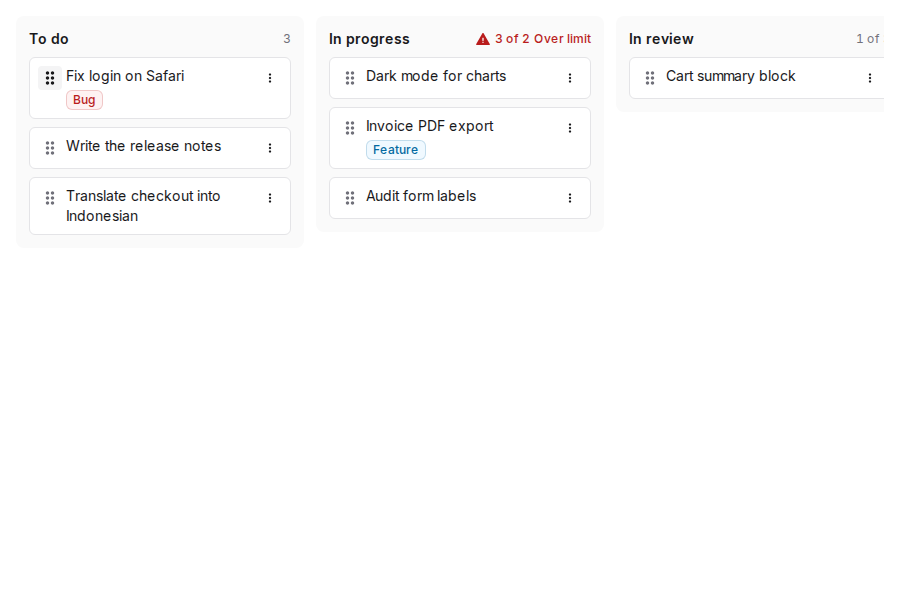 To do
3
Fix login on Safari
Bug
Write the release notes
Translate checkout into
Indonesian
In progress
3 of 2 Over limit
Dark mode for charts
Invoice PDF export
Feature
Audit form labels
In review
1 of
Cart summary block